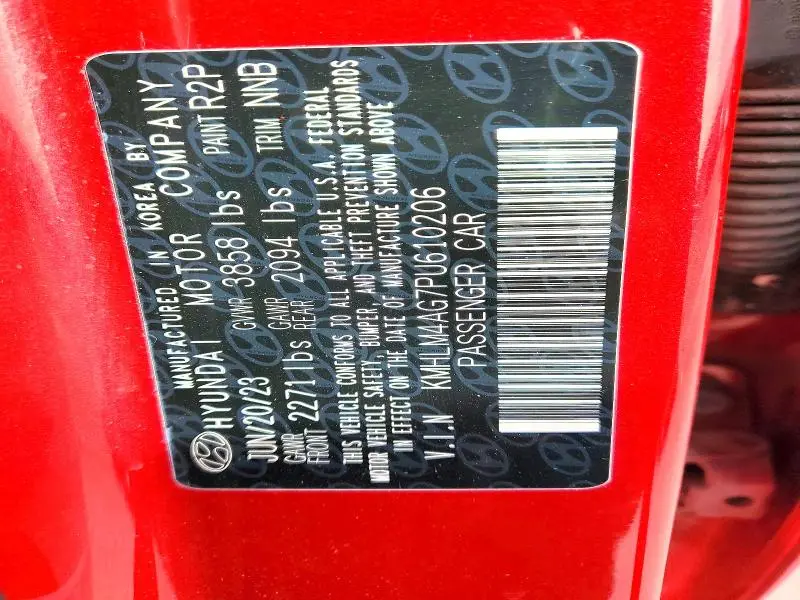 MANUFACTURED IN KOREA BY
HYUNDAI MOTOR COMPANY
JUN/20/23 GVWR 3858 lbs PAINT R2P
GAWR FRONT 2271 lbs GAWR REAR 2094 lbs TRIM NNB
THIS VEHICLE CONFORMS TO ALL APPLICABLE U.S.A. FEDERAL
MOTOR VEHICLE SAFETY, BUMPER, AND THEFT PREVENTION STANDARDS
IN EFFECT ON THE DATE OF MANUFACTURE SHOWN ABOVE
V.I.N KMHLM4AG7PU610206
PASSENGER CAR